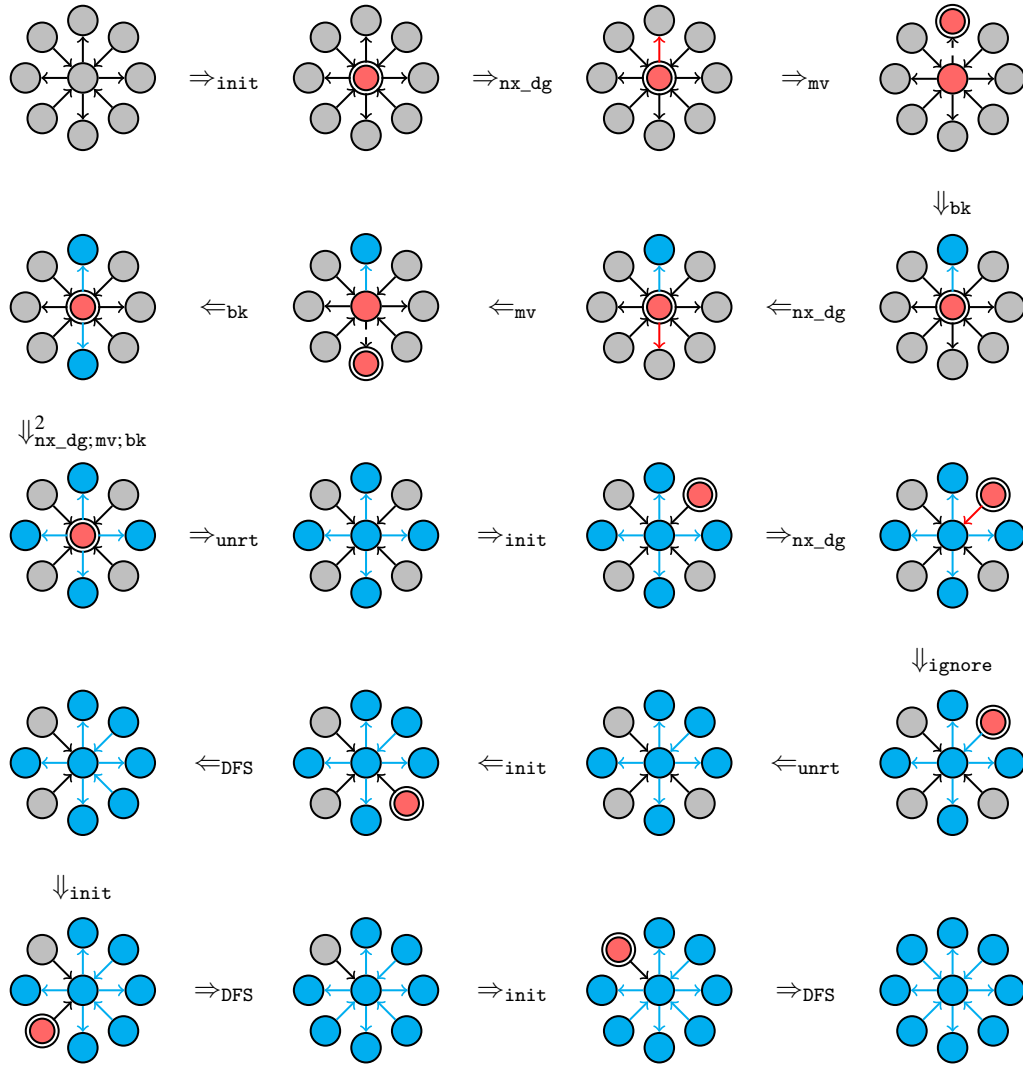 ⇒init ⇒nx_dg ⇒mv
⇓bk
⇐bk ⇐mv ⇐nx_dg
⇓2nx_dg;mv;bk
⇒unrt ⇒init ⇒nx_dg
⇓ignore
⇐DFS ⇐init ⇐unrt
⇓init
⇒DFS ⇒init ⇒DFS